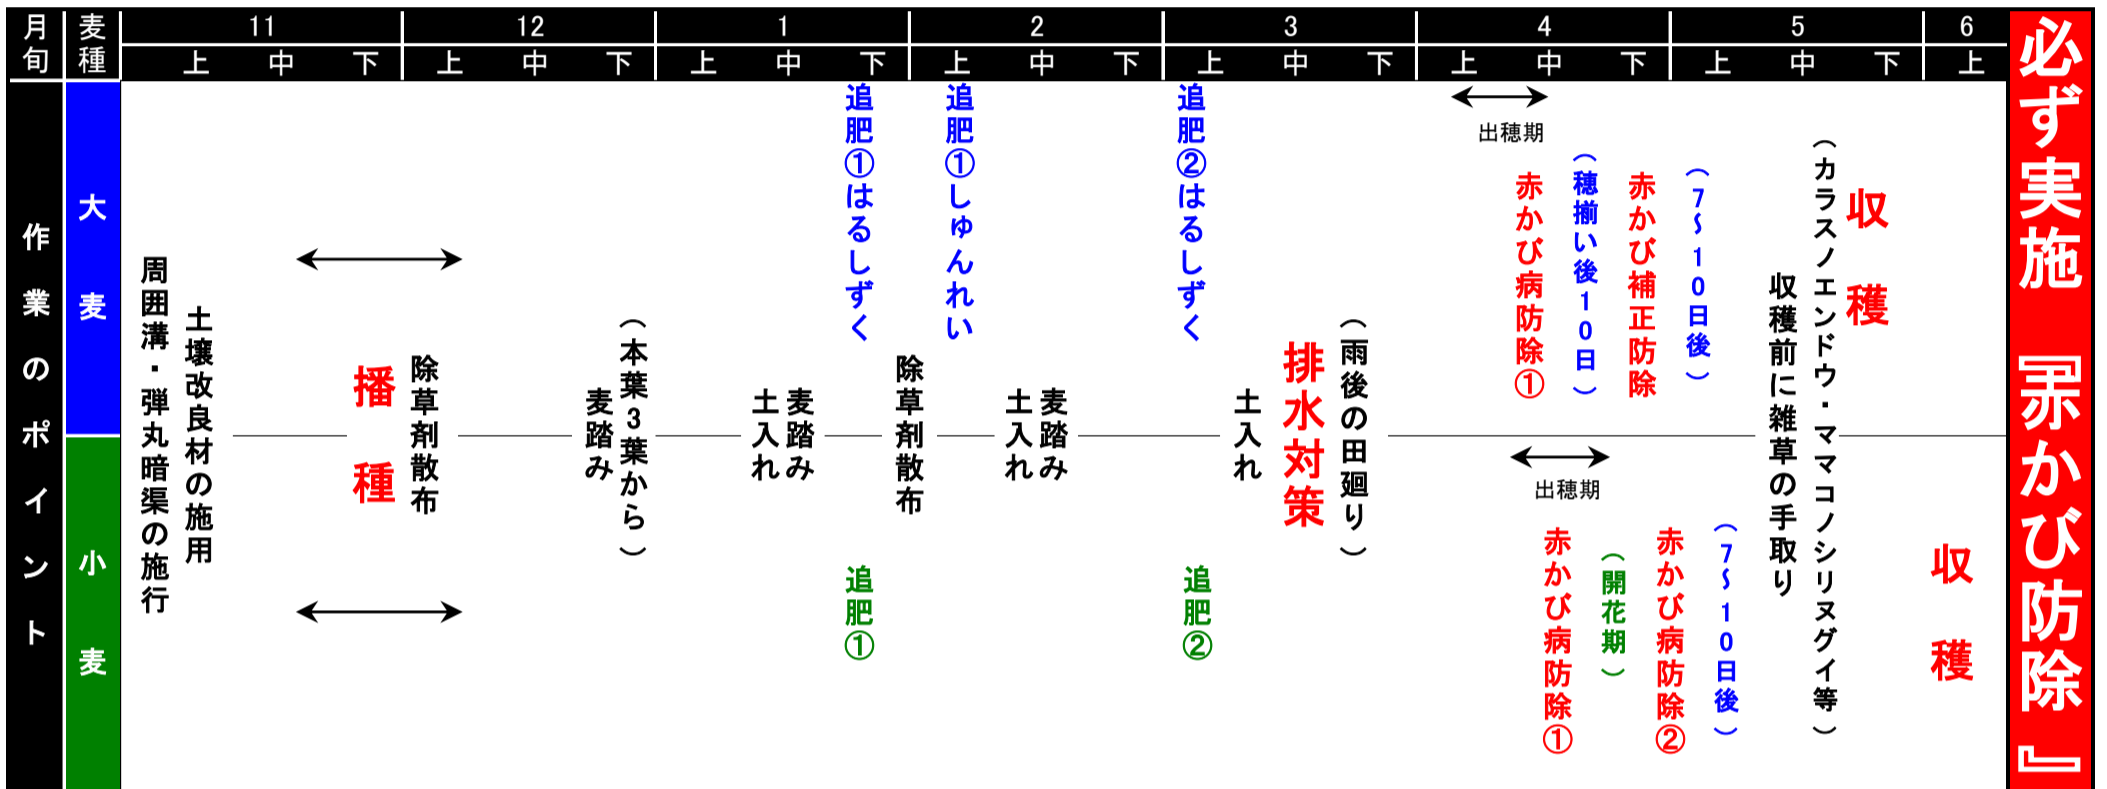 月旬
麦種
11
12
1
2
3
4
5
6
上 中 下 上 中 下 上 中 下 上 中 下 上 中 下 上 中 下 上 中 下 上
作業のポイント
大麦
小麦
周囲溝・弾丸暗渠の施行
土壌改良材の施用
播種
除草剤散布
麦踏み
（本葉3葉から）
土入れ
麦踏み
追肥①はるしずく
追肥①
除草剤散布
追肥①しゅんれい
土入れ
麦踏み
追肥②はるしずく
追肥②
土入れ
排水対策
（雨後の田廻り）
出穂期
赤かび病防除①
（穂揃い後10日）
赤かび補正防除
（7～10日後）
出穂期
赤かび病防除①
（開花期）
赤かび病防除②
（7～10日後）
収穫前に雑草の手取り
（カラスノエンドウ・ママコノシリヌグイ等）
収穫
収穫
必ず実施『赤かび防除』